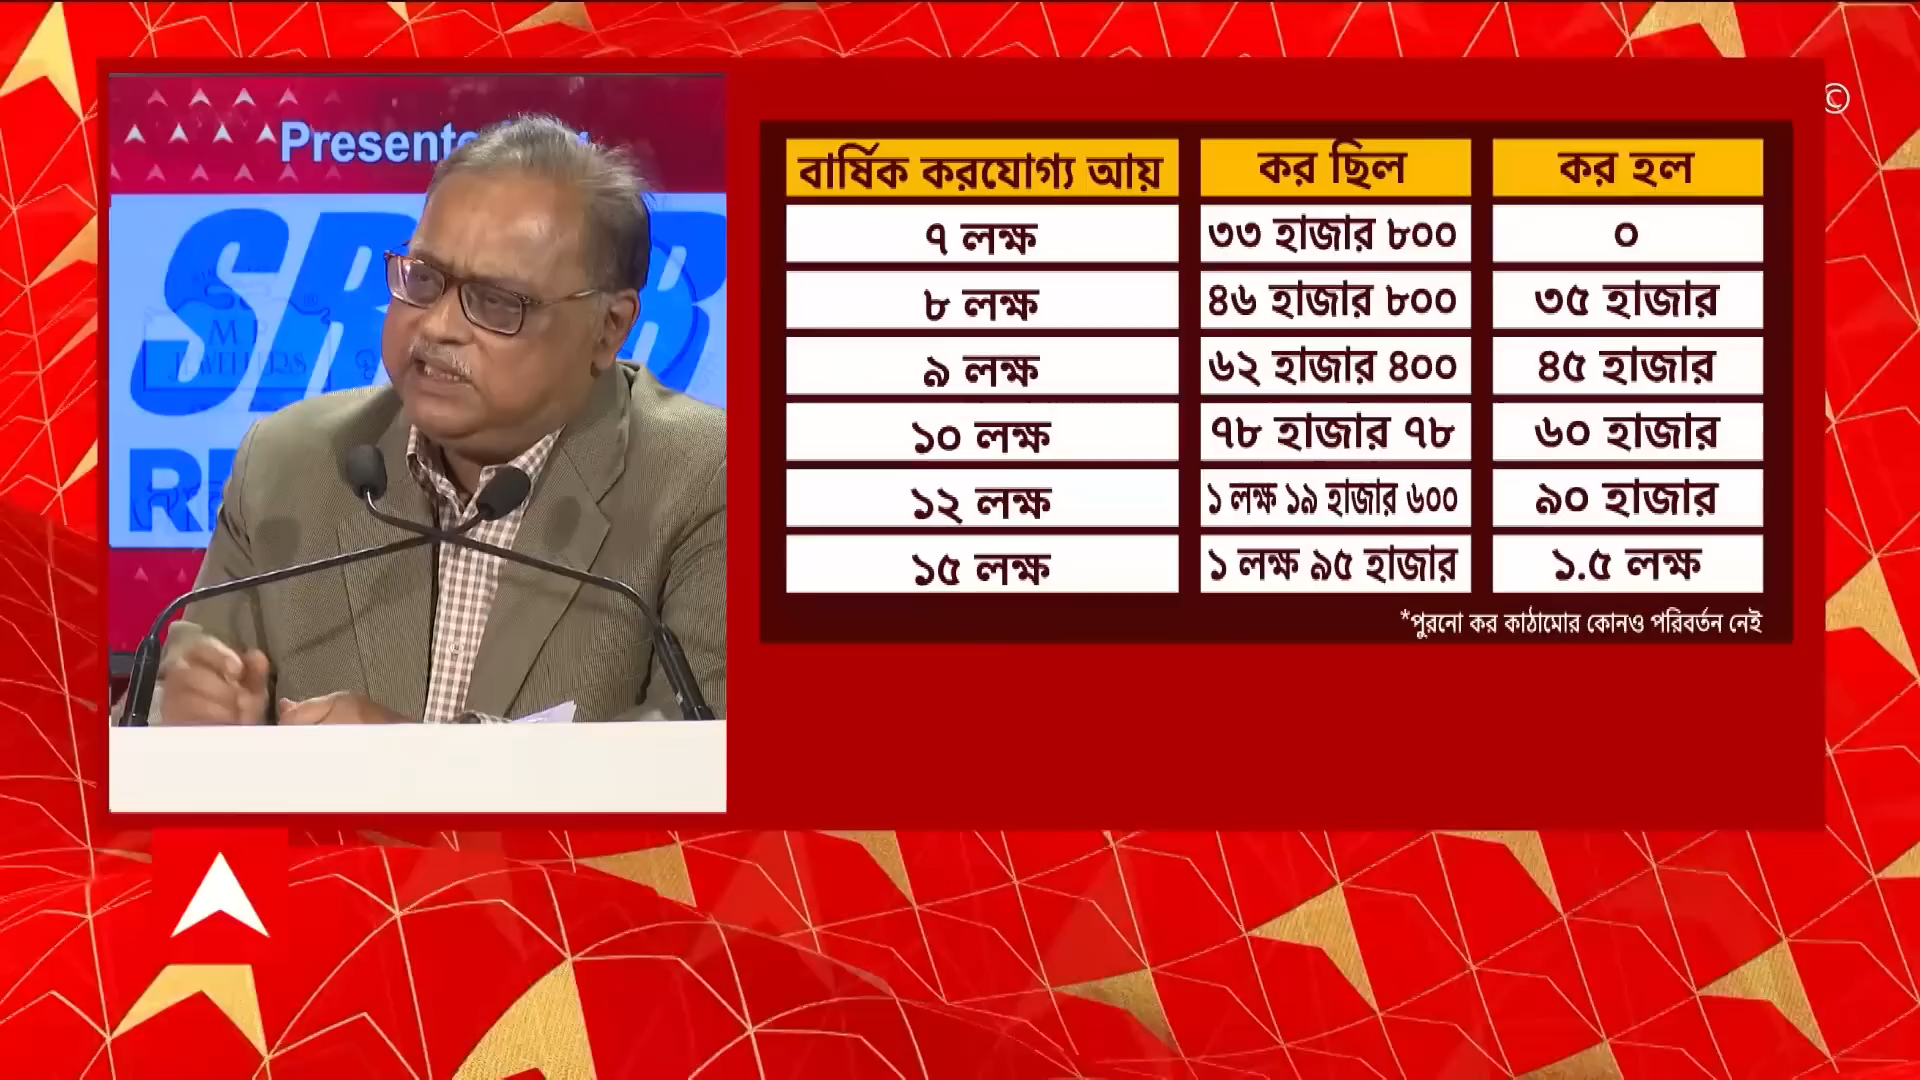 ©
SR
M P
JEWELLERS
বার্ষিক করযোগ্য আয় কর ছিল কর হল
৭ লক্ষ ৩৩ হাজার ৮০০ ০
৮ লক্ষ ৪৬ হাজার ৮০০ ৩৫ হাজার
৯ লক্ষ ৬২ হাজার ৪০০ ৪৫ হাজার
১০ লক্ষ ৭৮ হাজার ৭৮ ৬০ হাজার
১২ লক্ষ ১ লক্ষ ১৯ হাজার ৬০০ ৯০ হাজার
১৫ লক্ষ ১ লক্ষ ৯৫ হাজার ১.৫ লক্ষ
*পুরনো কর কাঠামোর কোনও পরিবর্তন নেই